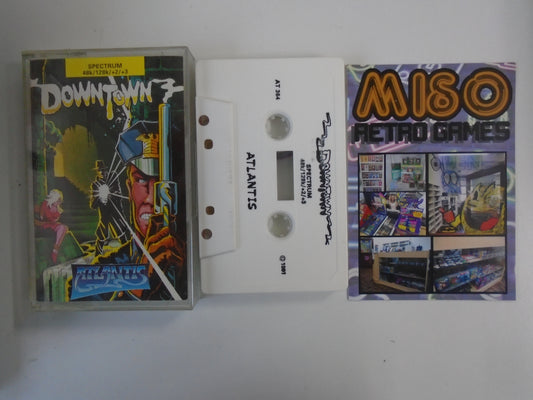 SPECTRUM
48k/128k/+2/+3
DOWNTOWN
ATLANTIS
AT 364
DOWNTOWN
SPECTRUM
48k/128k/+2/+3
ATLANTIS
© 1991
MISO
RETRO GAMES